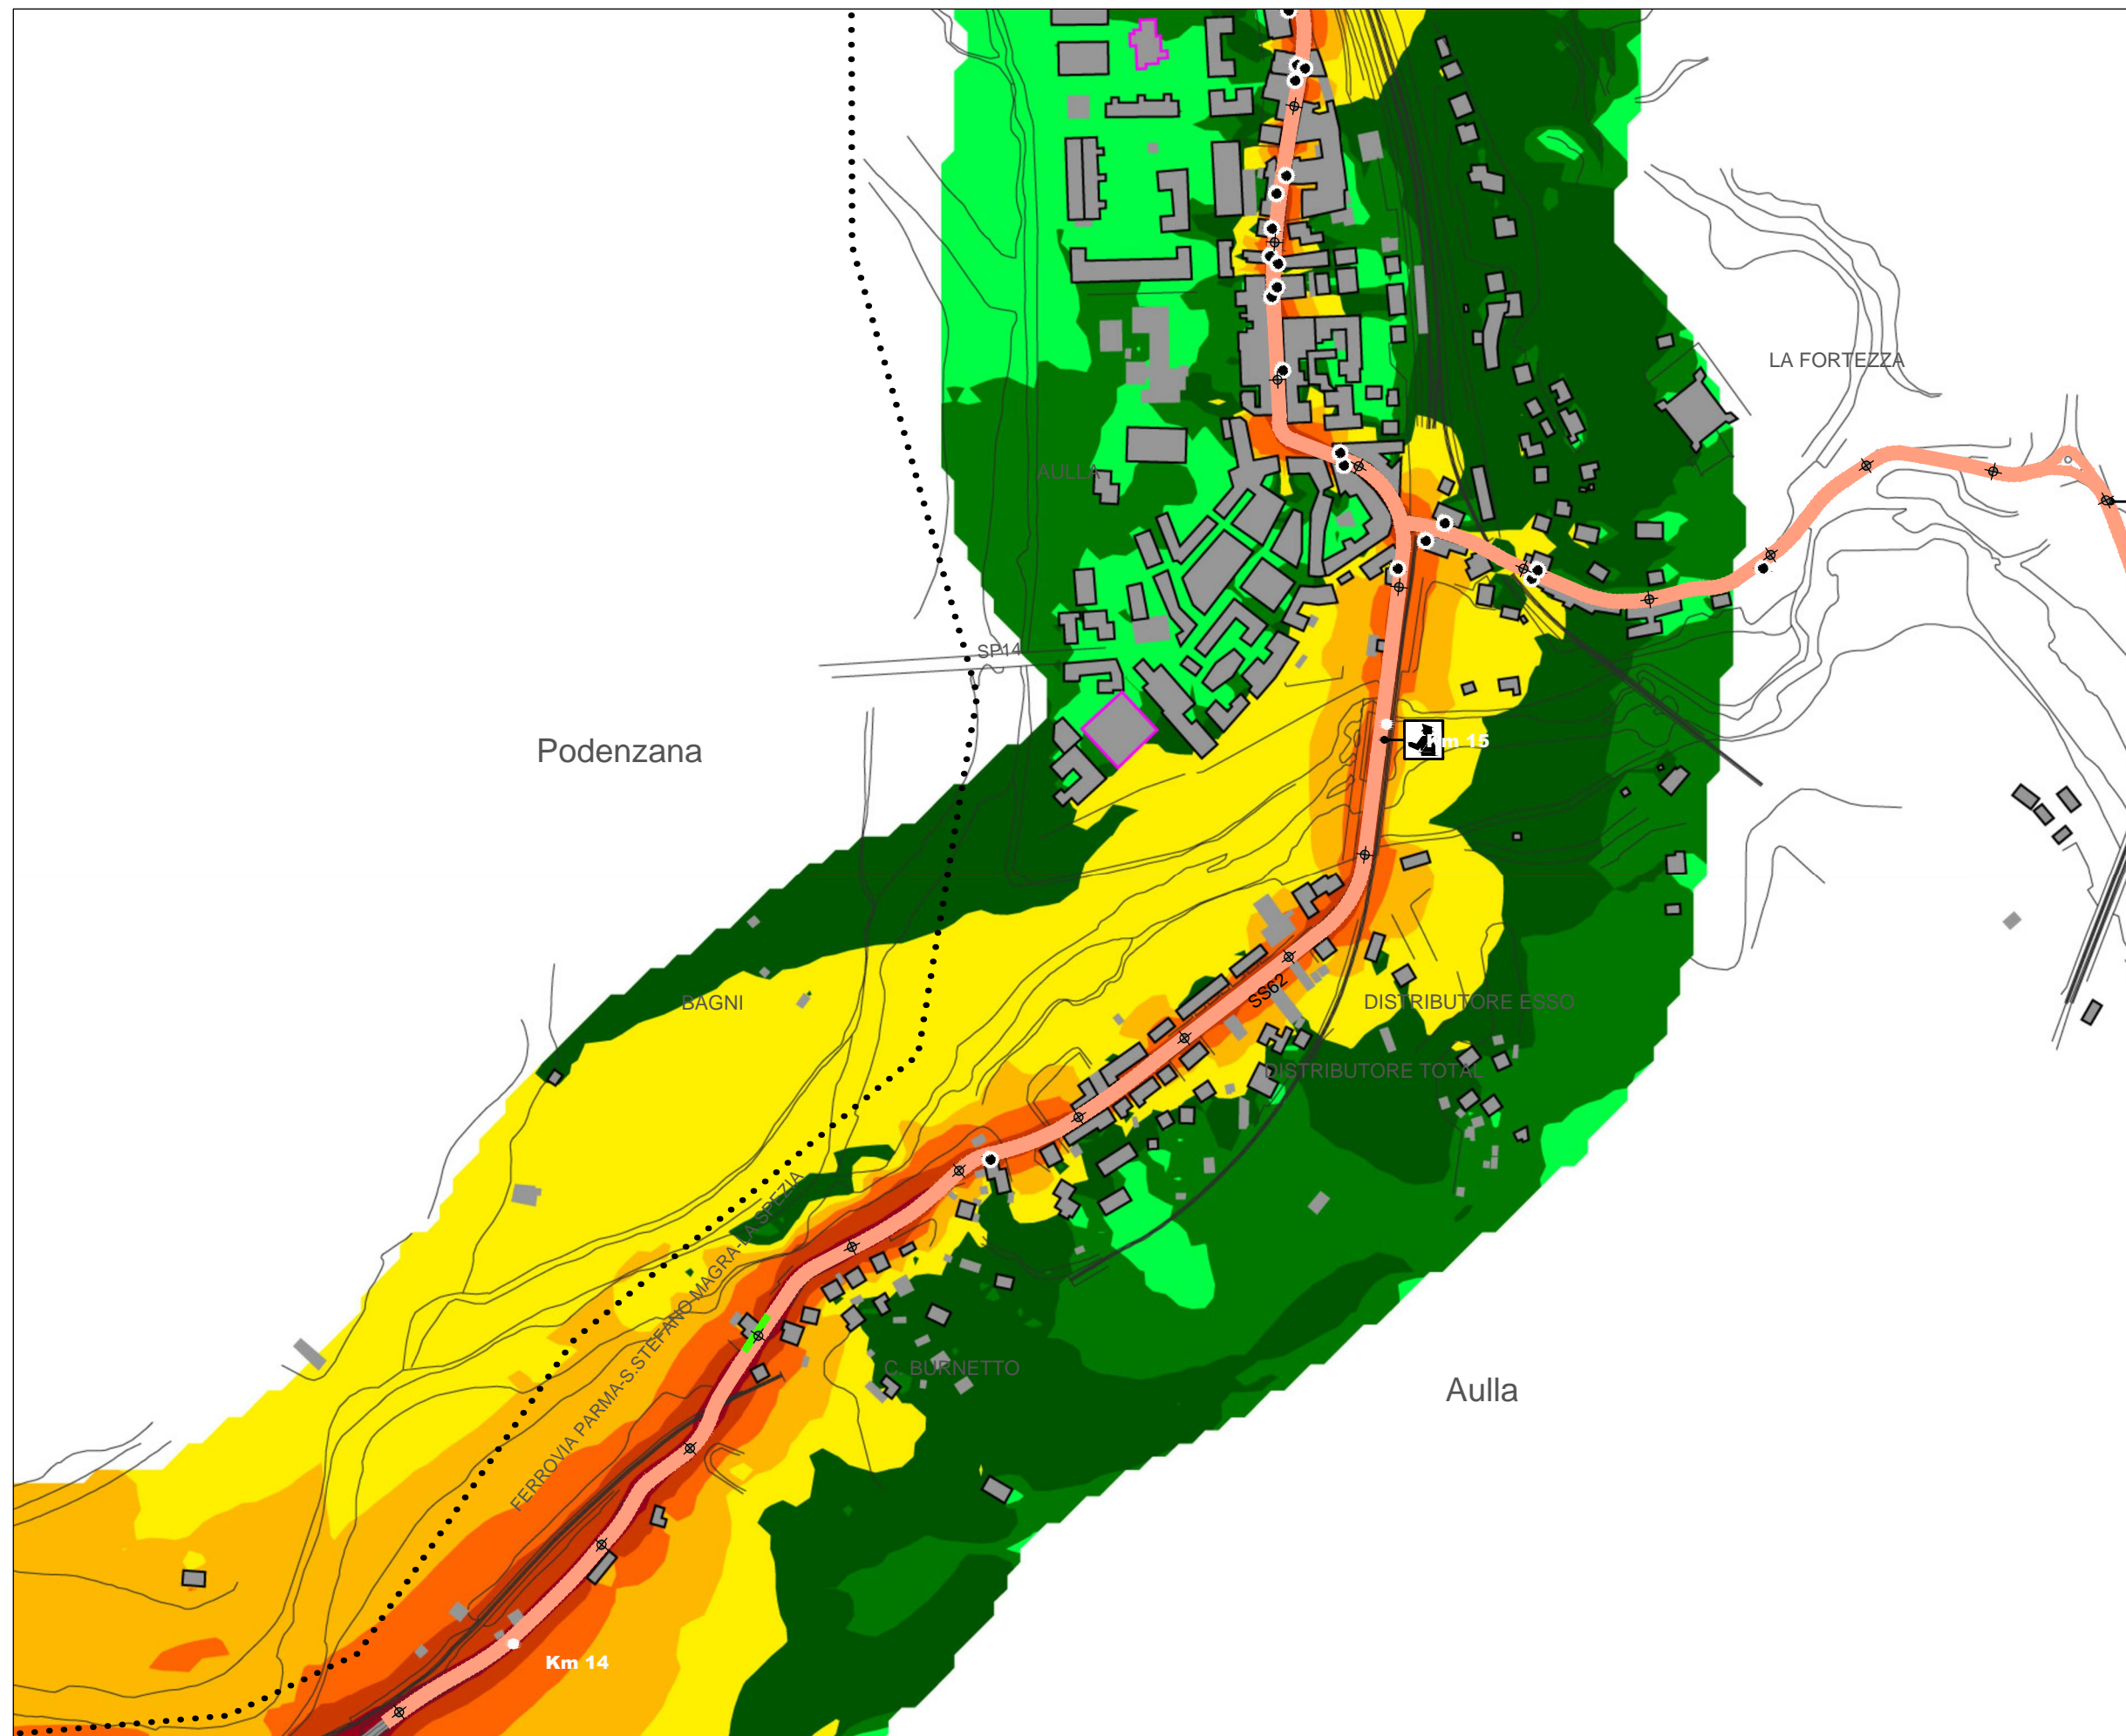 LA FORTEZZA
AULLA
SP14
Podenzana
Km 15
BAGNI
SS62
DISTRIBUTORE ESSO
DISTRIBUTORE TOTAL
FERROVIA PARMA-S.STEFANO MAGRA-LA SPEZIA
C. BURNETTO
Aulla
Km 14